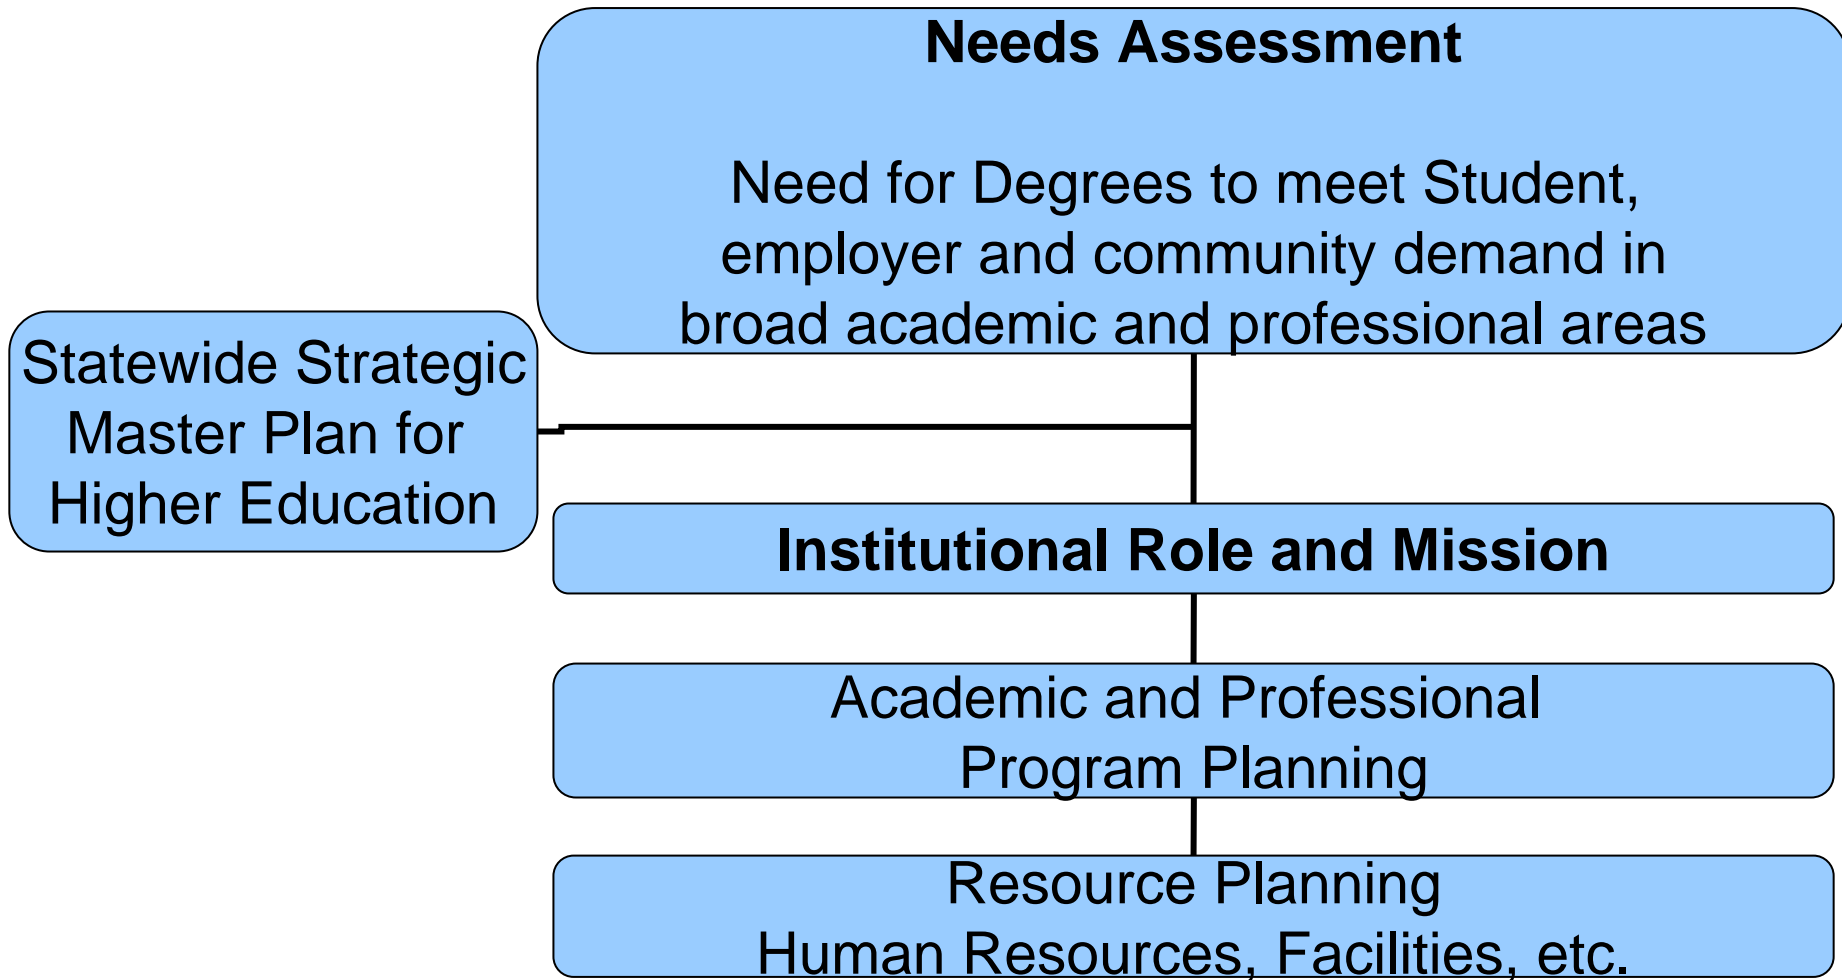 Needs Assessment
Need for Degrees to meet Student,
employer and community demand in
broad academic and professional areas
Statewide Strategic
Master Plan for
Higher Education
Institutional Role and Mission
Academic and Professional
Program Planning
Resource Planning
Human Resources, Facilities, etc.